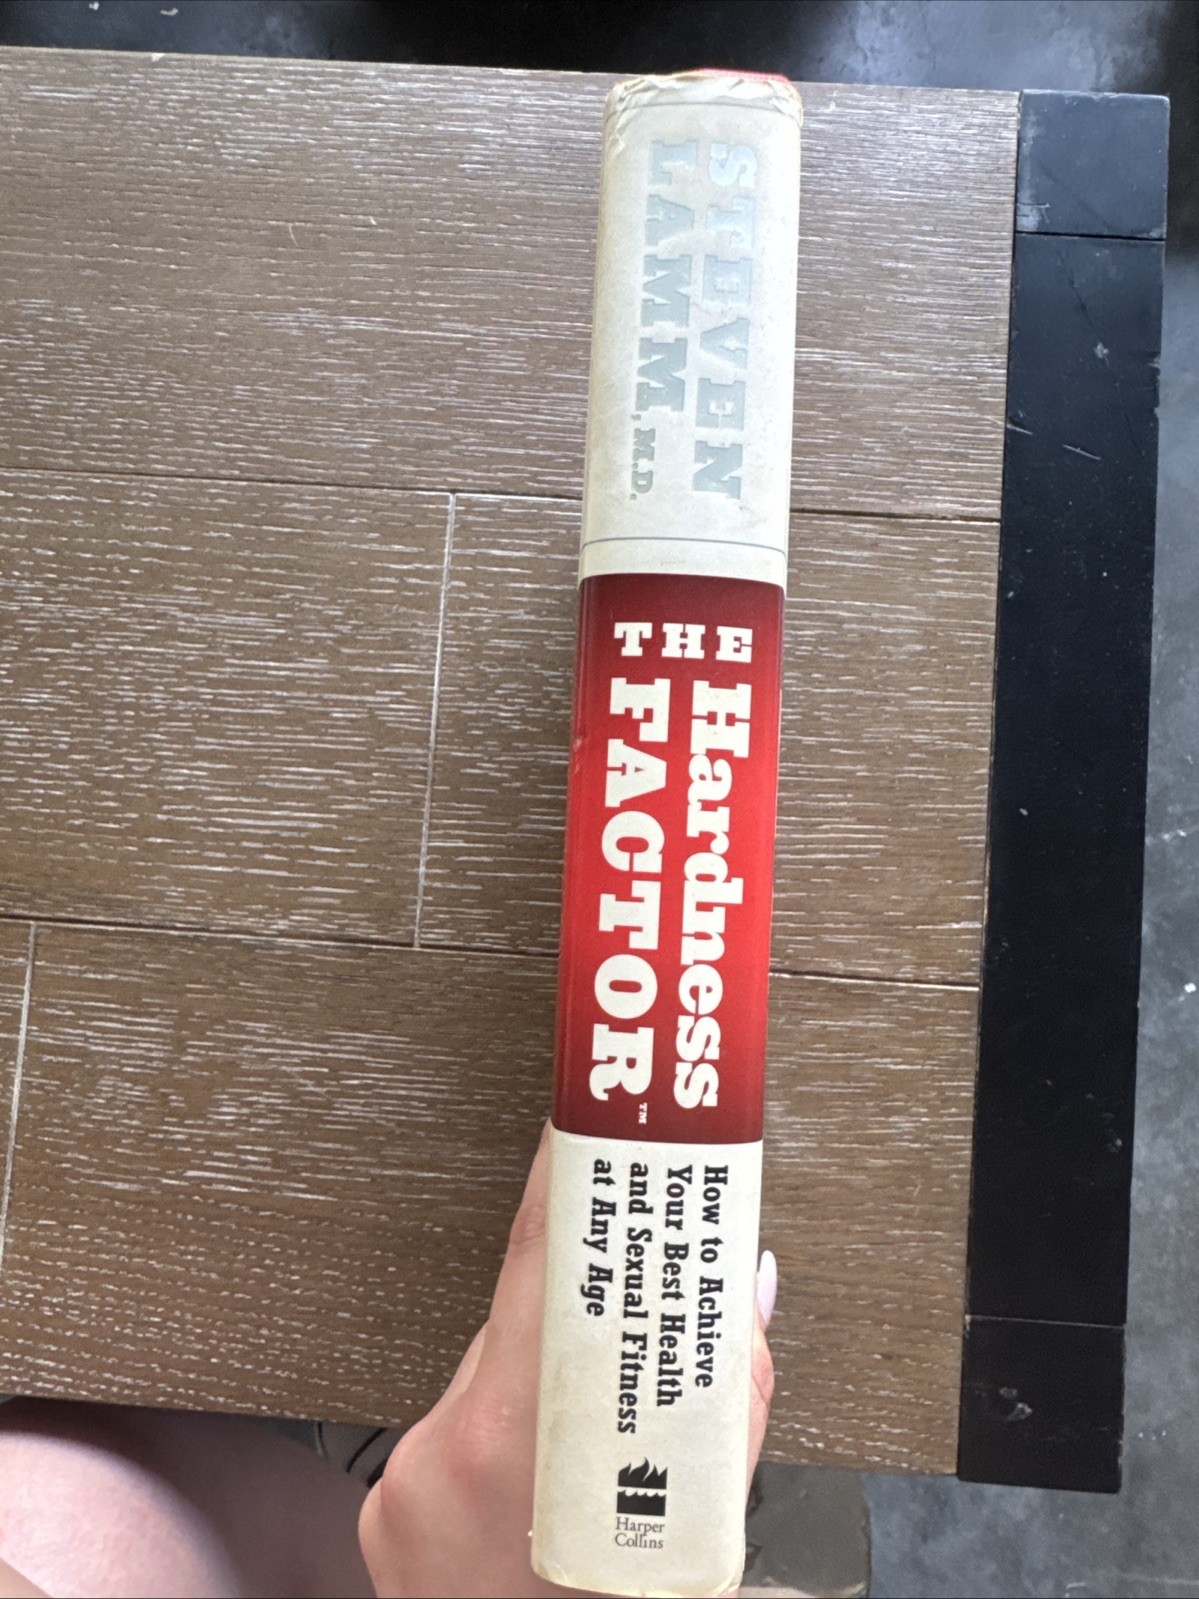 STEVEN
LAMM, M.D.
THE Hardness
FACTOR™
How to Achieve
Your Best Health
and Sexual Fitness
at Any Age
Harper
Collins